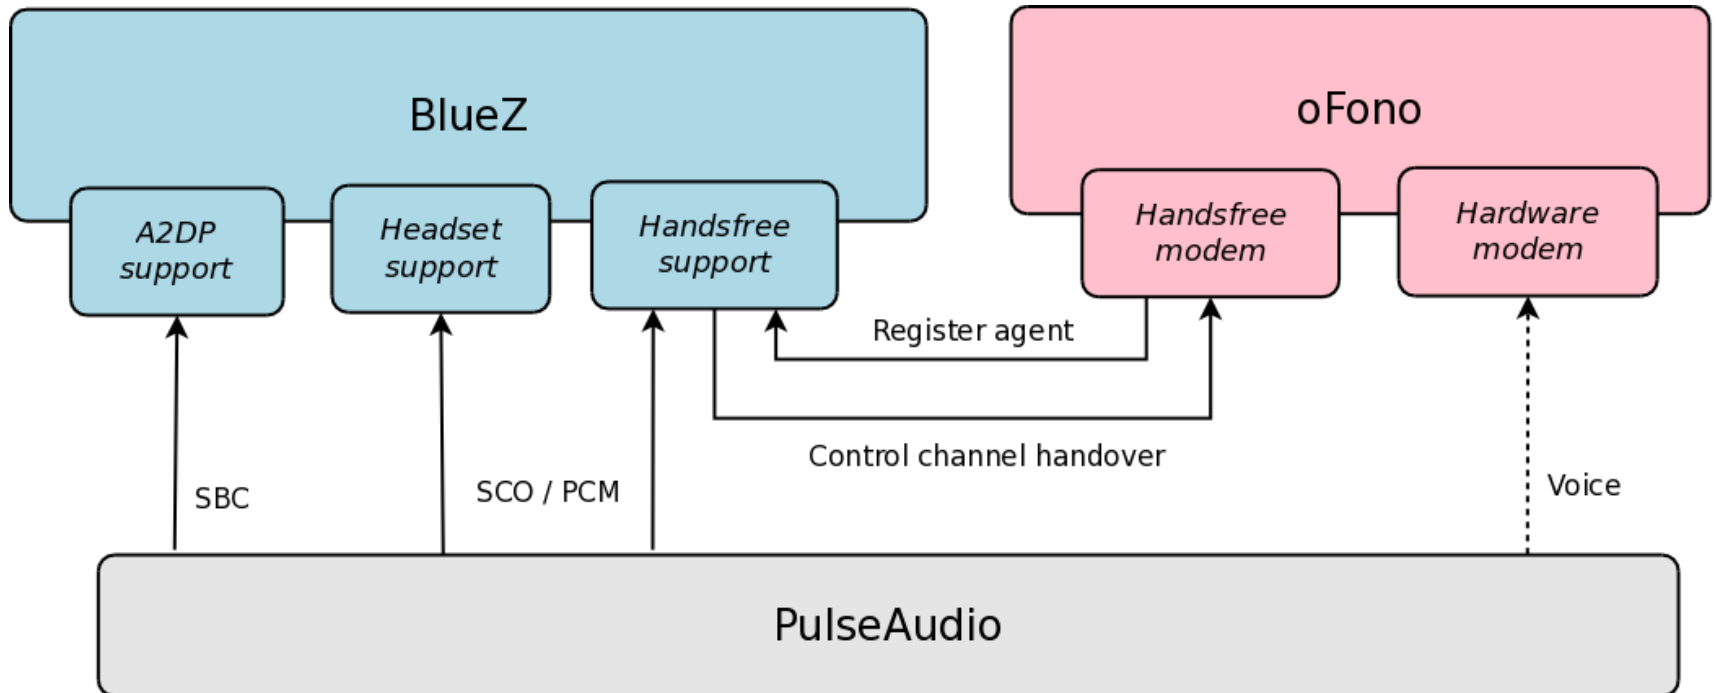 BlueZ
oFono
A2DP
support
Headset
support
Handsfree
support
Handsfree
modem
Hardware
modem
Register agent
Control channel handover
SBC
SCO / PCM
Voice
PulseAudio